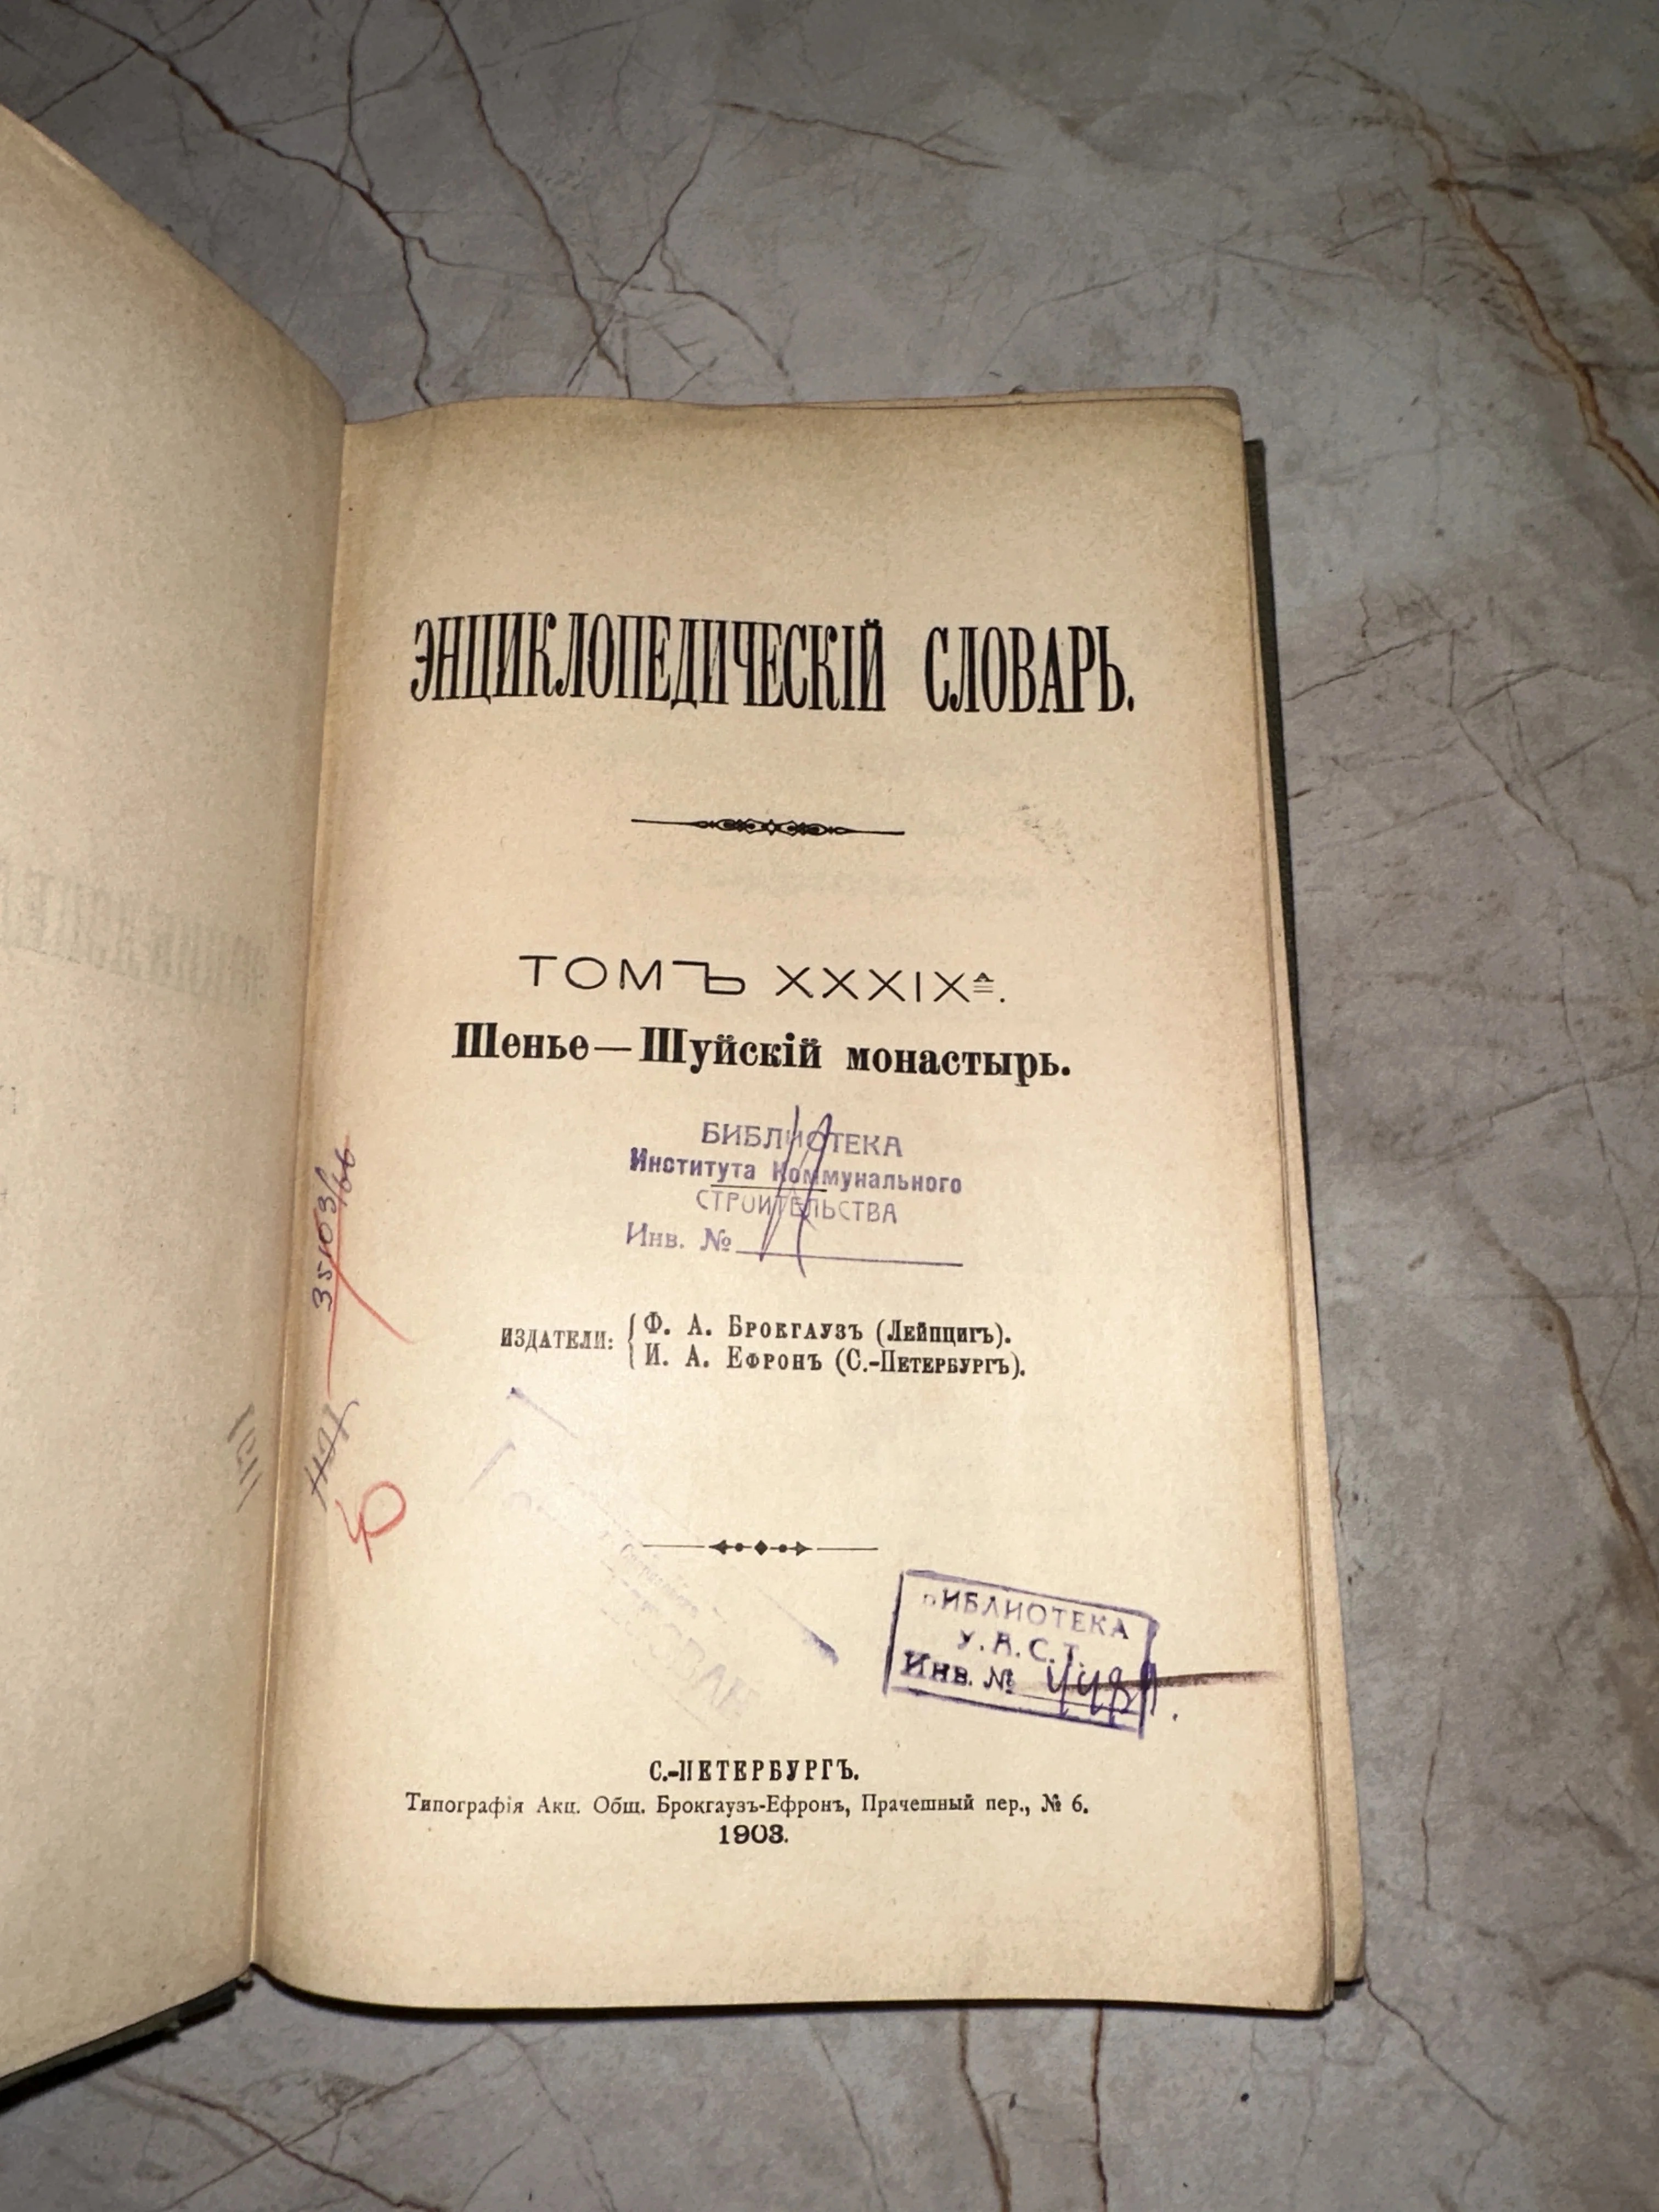 ЭНЦИКЛОПЕДИЧЕСКІЙ СЛОВАРЬ.
ТОМЪ XXXIXᴬ.
Шенье—Шуйскій монастырь.
БИБЛИОТЕКА
Института Коммунального
СТРОИТЕЛЬСТВА
Инв. №
ИЗДАТЕЛИ: { Ф. А. БРОКГАУЗЪ (ЛЕЙПЦИГЪ).
И. А. ЕФРОНЪ (С.-ПЕТЕРБУРГЪ).
БИБЛИОТЕКА
У. А. С. Т.
Инв. №
С.-ПЕТЕРБУРГЪ.
Типографія Акц. Общ. Брокгаузъ-Ефронъ, Прачешный пер., № 6.
1903.